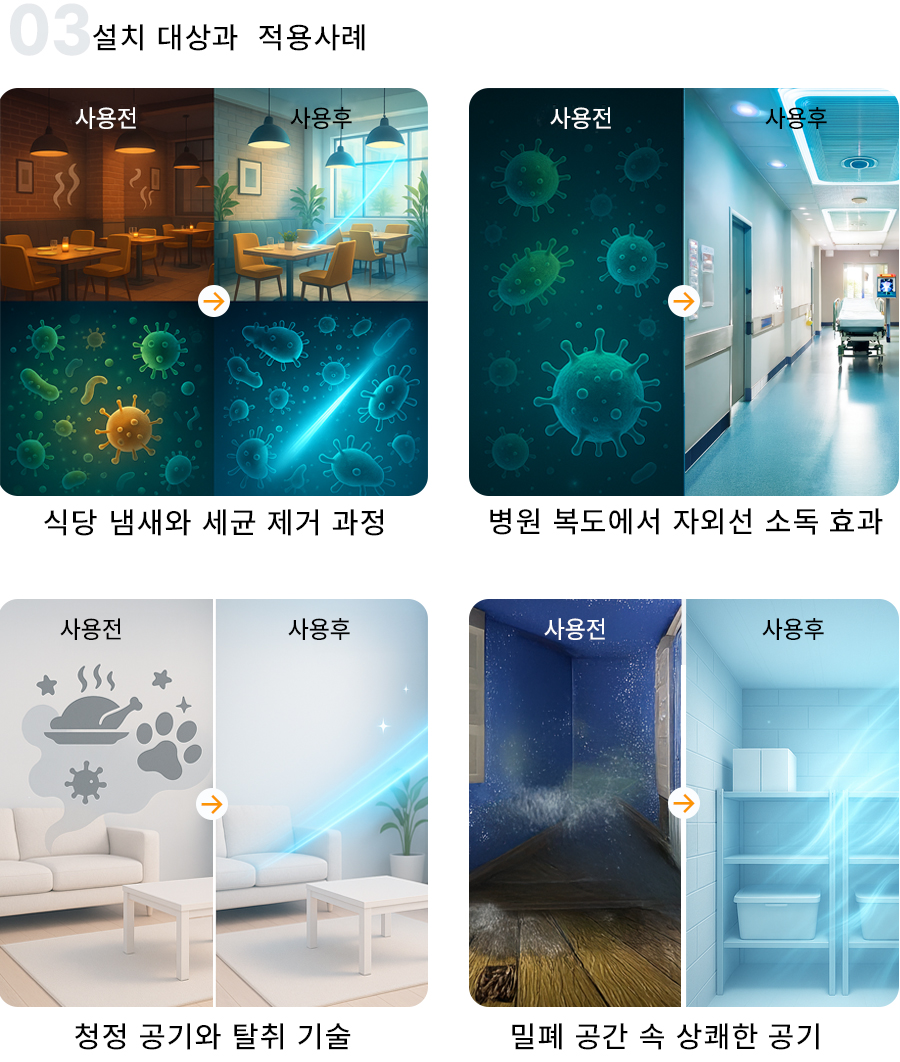 03 설치 대상과 적용사례
사용전
사용후
사용전
사용후
식당 냄새와 세균 제거 과정
병원 복도에서 자외선 소독 효과
사용전
사용후
사용전
사용후
청정 공기와 탈취 기술
밀폐 공간 속 상쾌한 공기